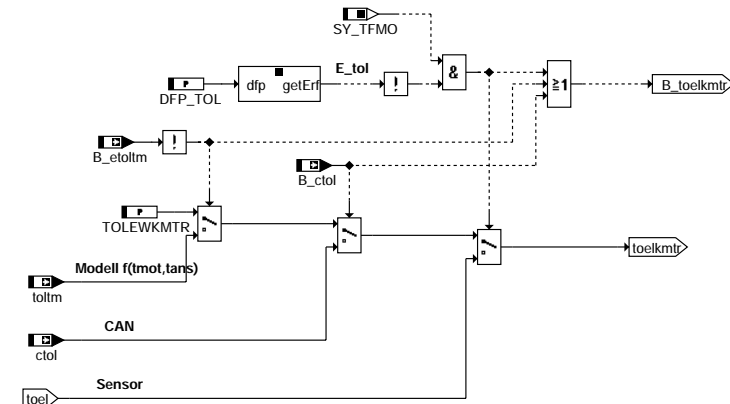 SY_TFMO
E_tol
&
dfp getErf
!
≥1
B_toelkmtr
P
DFP_TOL
!
B_etoltm
B_ctol
P
TOLEWKMTR
toelkmtr
Modell f(tmot,tans)
toltm
CAN
ctol
Sensor
toel